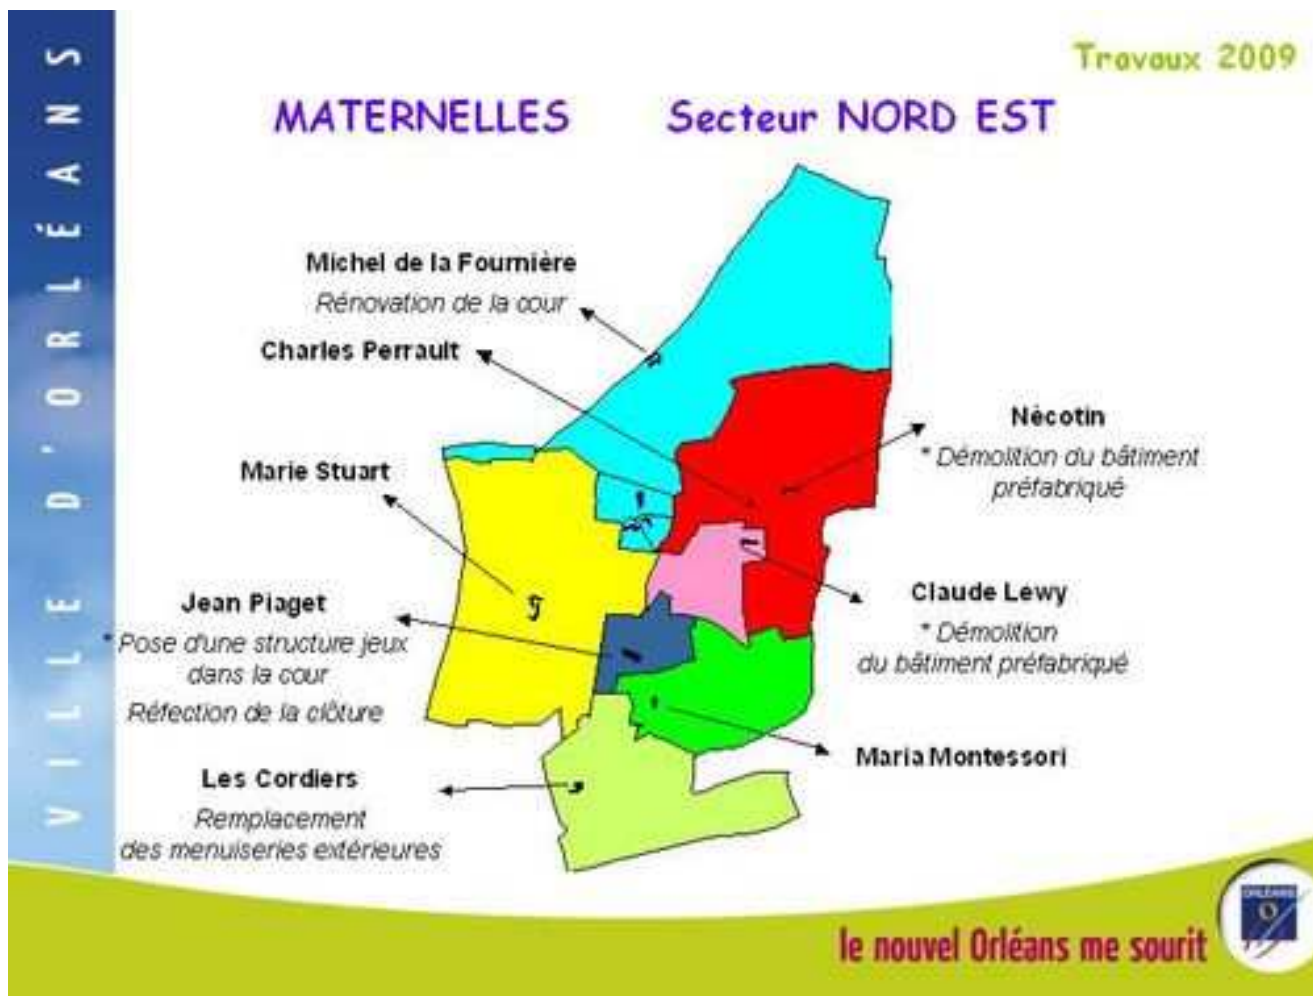 VILLE D'ORLÉANS
Travaux 2009
MATERNELLES Secteur NORD EST
Michel de la Fournière
Rénovation de la cour
Charles Perrault
Nécotin
* Démolition du bâtiment
préfabriqué
Marie Stuart
Claude Lewy
* Démolition
du bâtiment préfabriqué
Jean Piaget
* Pose d'une structure jeux
dans la cour
Réfection de la clôture
Maria Montessori
Les Cordiers
Remplacement
des menuiseries extérieures
le nouvel Orléans me sourit
ORLÉANS